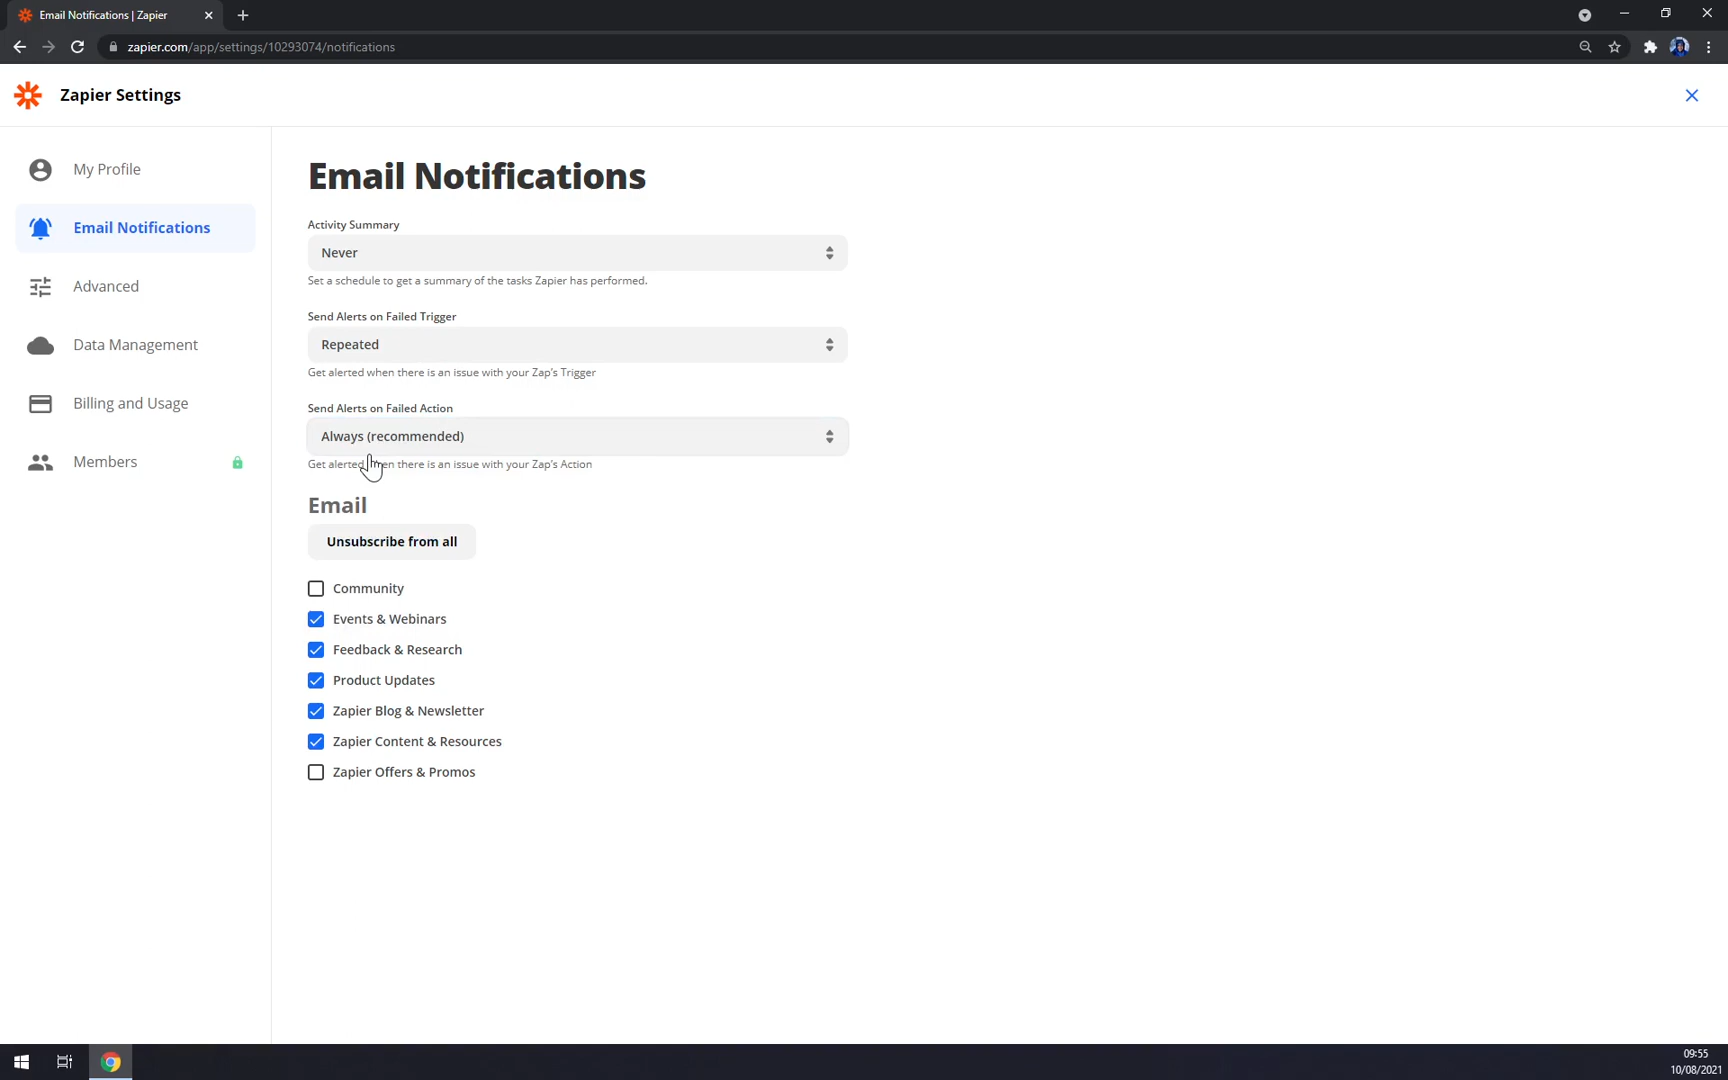 Email Notifications | Zapier
zapier.com/app/settings/10293074/notifications
Zapier Settings
My Profile
Email Notifications
Advanced
Data Management
Billing and Usage
Members
Email Notifications
Activity Summary
Never
Set a schedule to get a summary of the tasks Zapier has performed.
Send Alerts on Failed Trigger
Repeated
Get alerted when there is an issue with your Zap's Trigger
Send Alerts on Failed Action
Always (recommended)
Get alerted when there is an issue with your Zap's Action
Email
Unsubscribe from all
Community
Events & Webinars
Feedback & Research
Product Updates
Zapier Blog & Newsletter
Zapier Content & Resources
Zapier Offers & Promos
09:55
10/08/2021